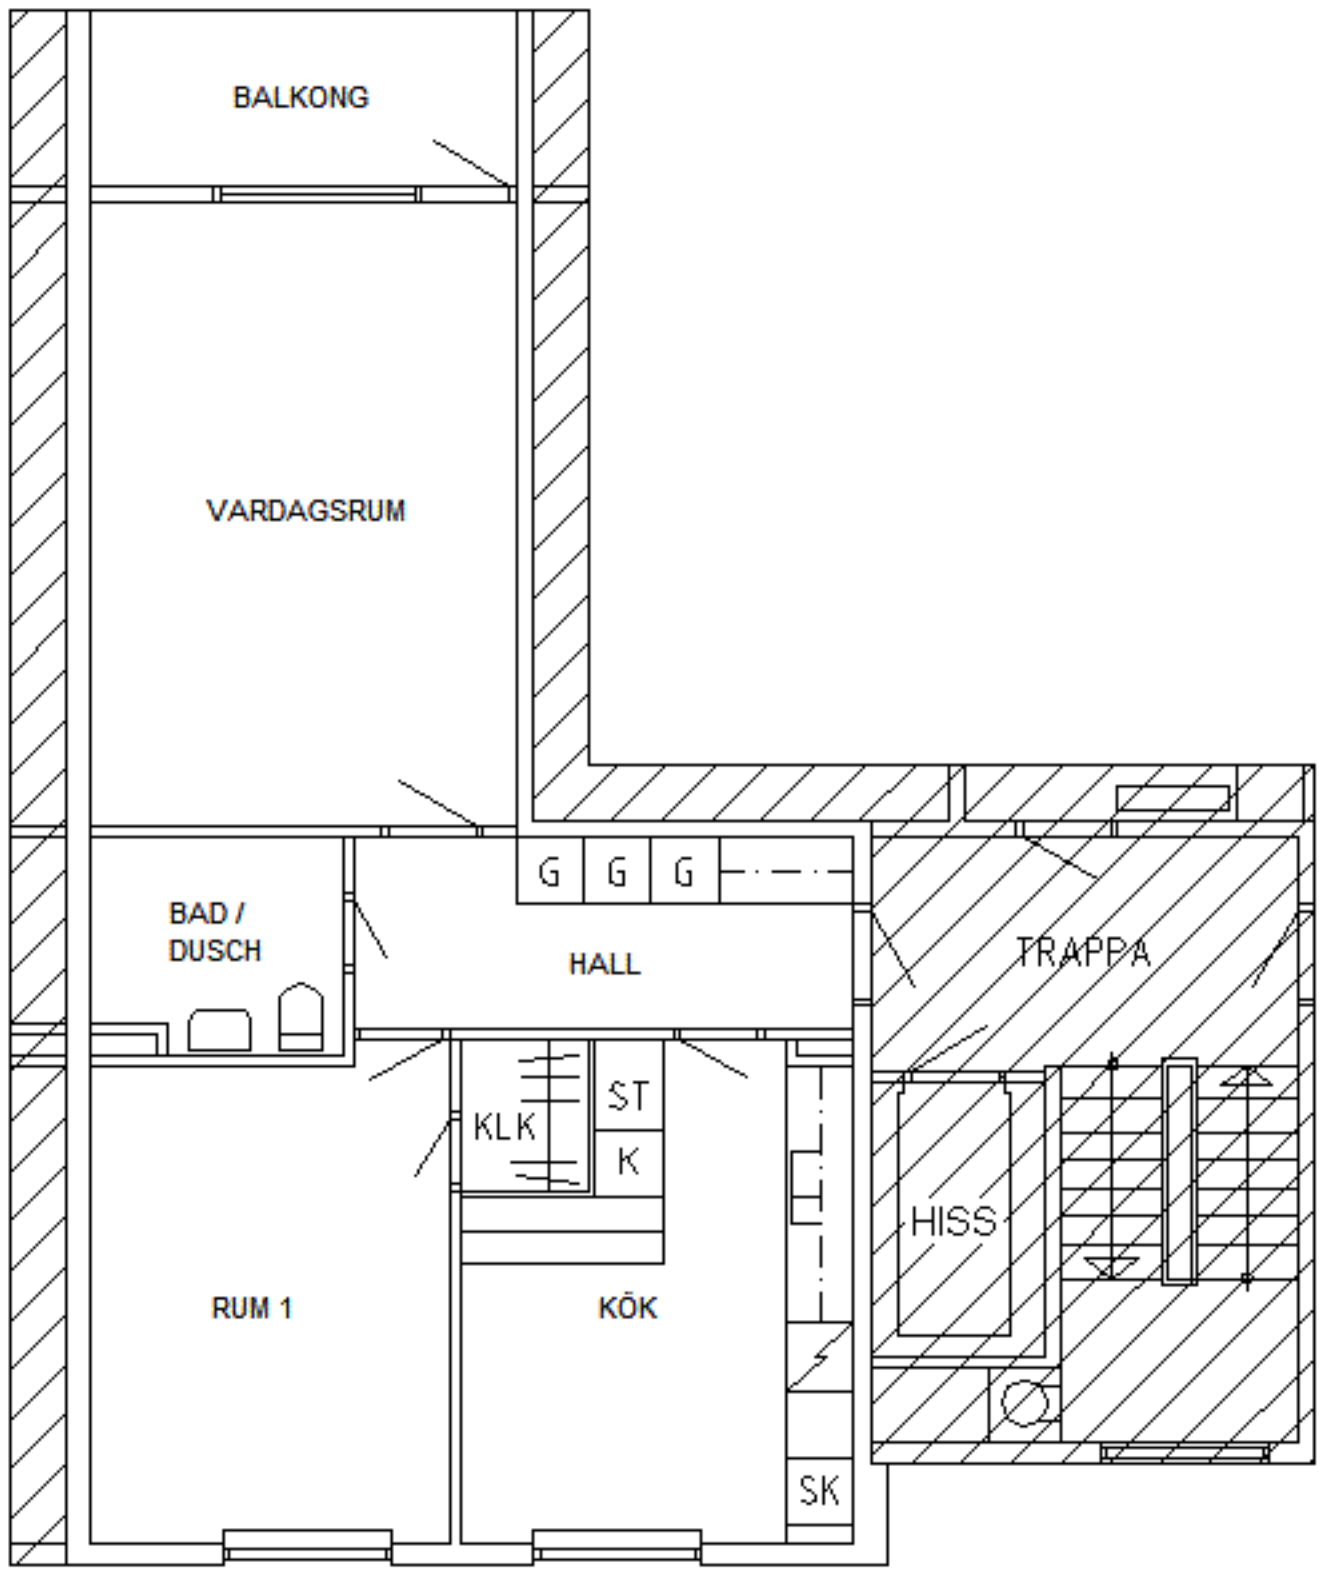 BALKONG
VARDAGSRUM
G G G
BAD /
DUSCH
HALL
TRAPPA
ST
KLK
K
HISS
RUM 1
KÖK
SK